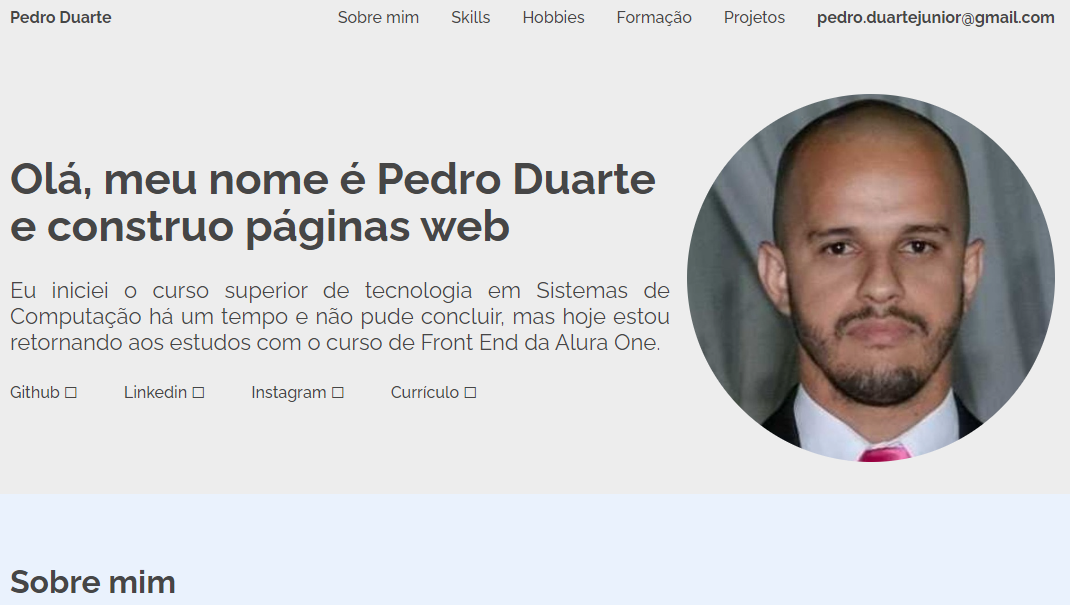 Pedro Duarte Sobre mim Skills Hobbies Formação Projetos pedro.duartejunior@gmail.com
Olá, meu nome é Pedro Duarte
e construo páginas web
Eu iniciei o curso superior de tecnologia em Sistemas de
Computação há um tempo e não pude concluir, mas hoje estou
retornando aos estudos com o curso de Front End da Alura One.
Github ☐ Linkedin ☐ Instagram ☐ Currículo ☐
Sobre mim